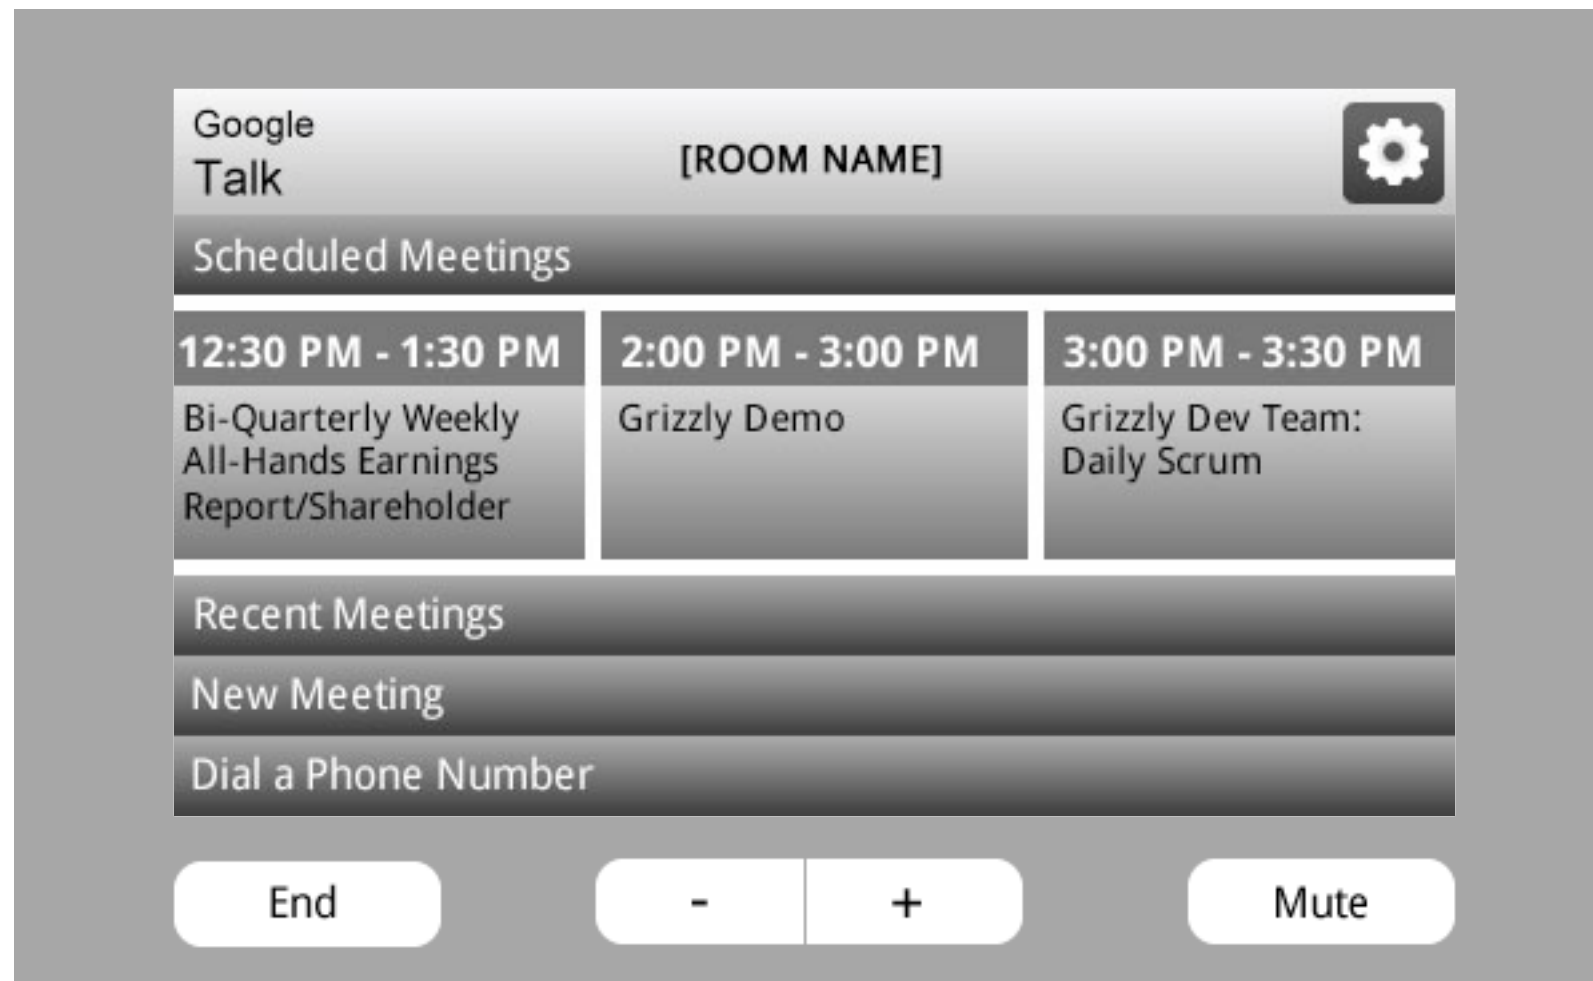 Google
Talk
[ROOM NAME]
Scheduled Meetings
12:30 PM - 1:30 PM
Bi-Quarterly Weekly
All-Hands Earnings
Report/Shareholder
2:00 PM - 3:00 PM
Grizzly Demo
3:00 PM - 3:30 PM
Grizzly Dev Team:
Daily Scrum
Recent Meetings
New Meeting
Dial a Phone Number
End
-
+
Mute